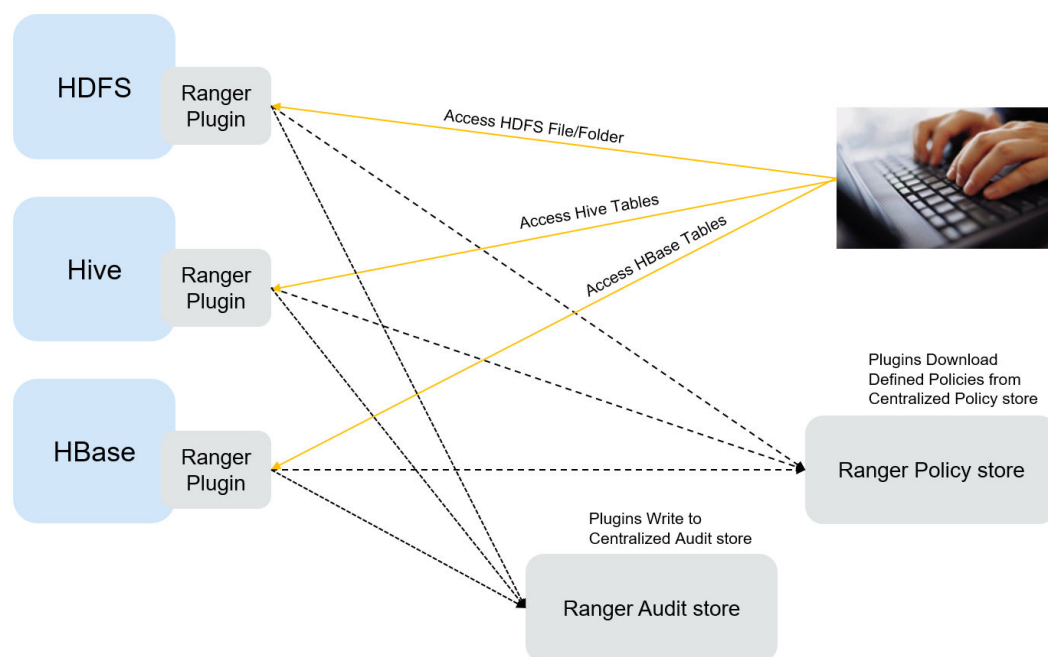 HDFS
Ranger
Plugin
Access HDFS File/Folder
Hive
Ranger
Plugin
Access Hive Tables
Access HBase Tables
HBase
Ranger
Plugin
Plugins Download
Defined Policies from
Centralized Policy store
Ranger Policy store
Plugins Write to
Centralized Audit store
Ranger Audit store